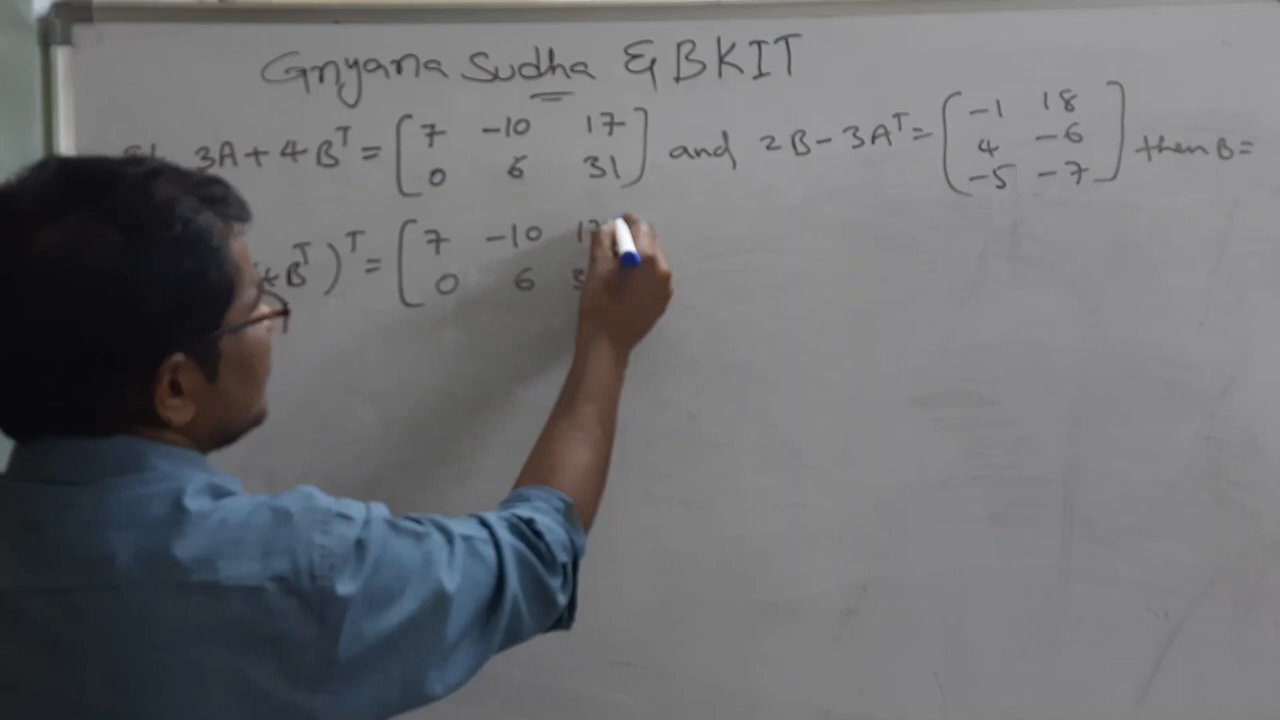 Gnyana Sudha & BKIT
3A + 4B^T = [7 -10 17; 0 6 31] and 2B - 3A^T = [-1 18; 4 -6; -5 -7] then B =
+B^T)^T = [7 -10 17; 0 6